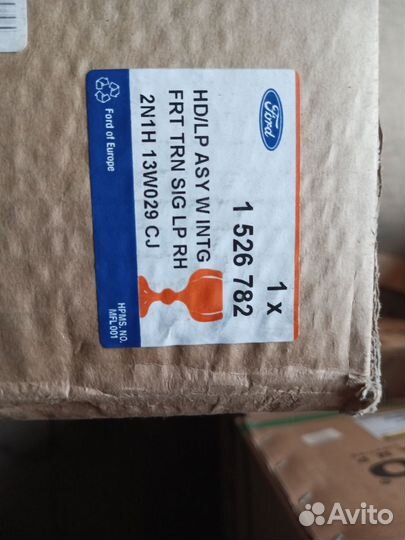 Ford
1 x
1 526 782
HD/LP ASY W INTG
FRT TRN SIG LP RH
2N1H 13W029 CJ
Ford of Europe
HPMS. NO.
MFL001
Avito